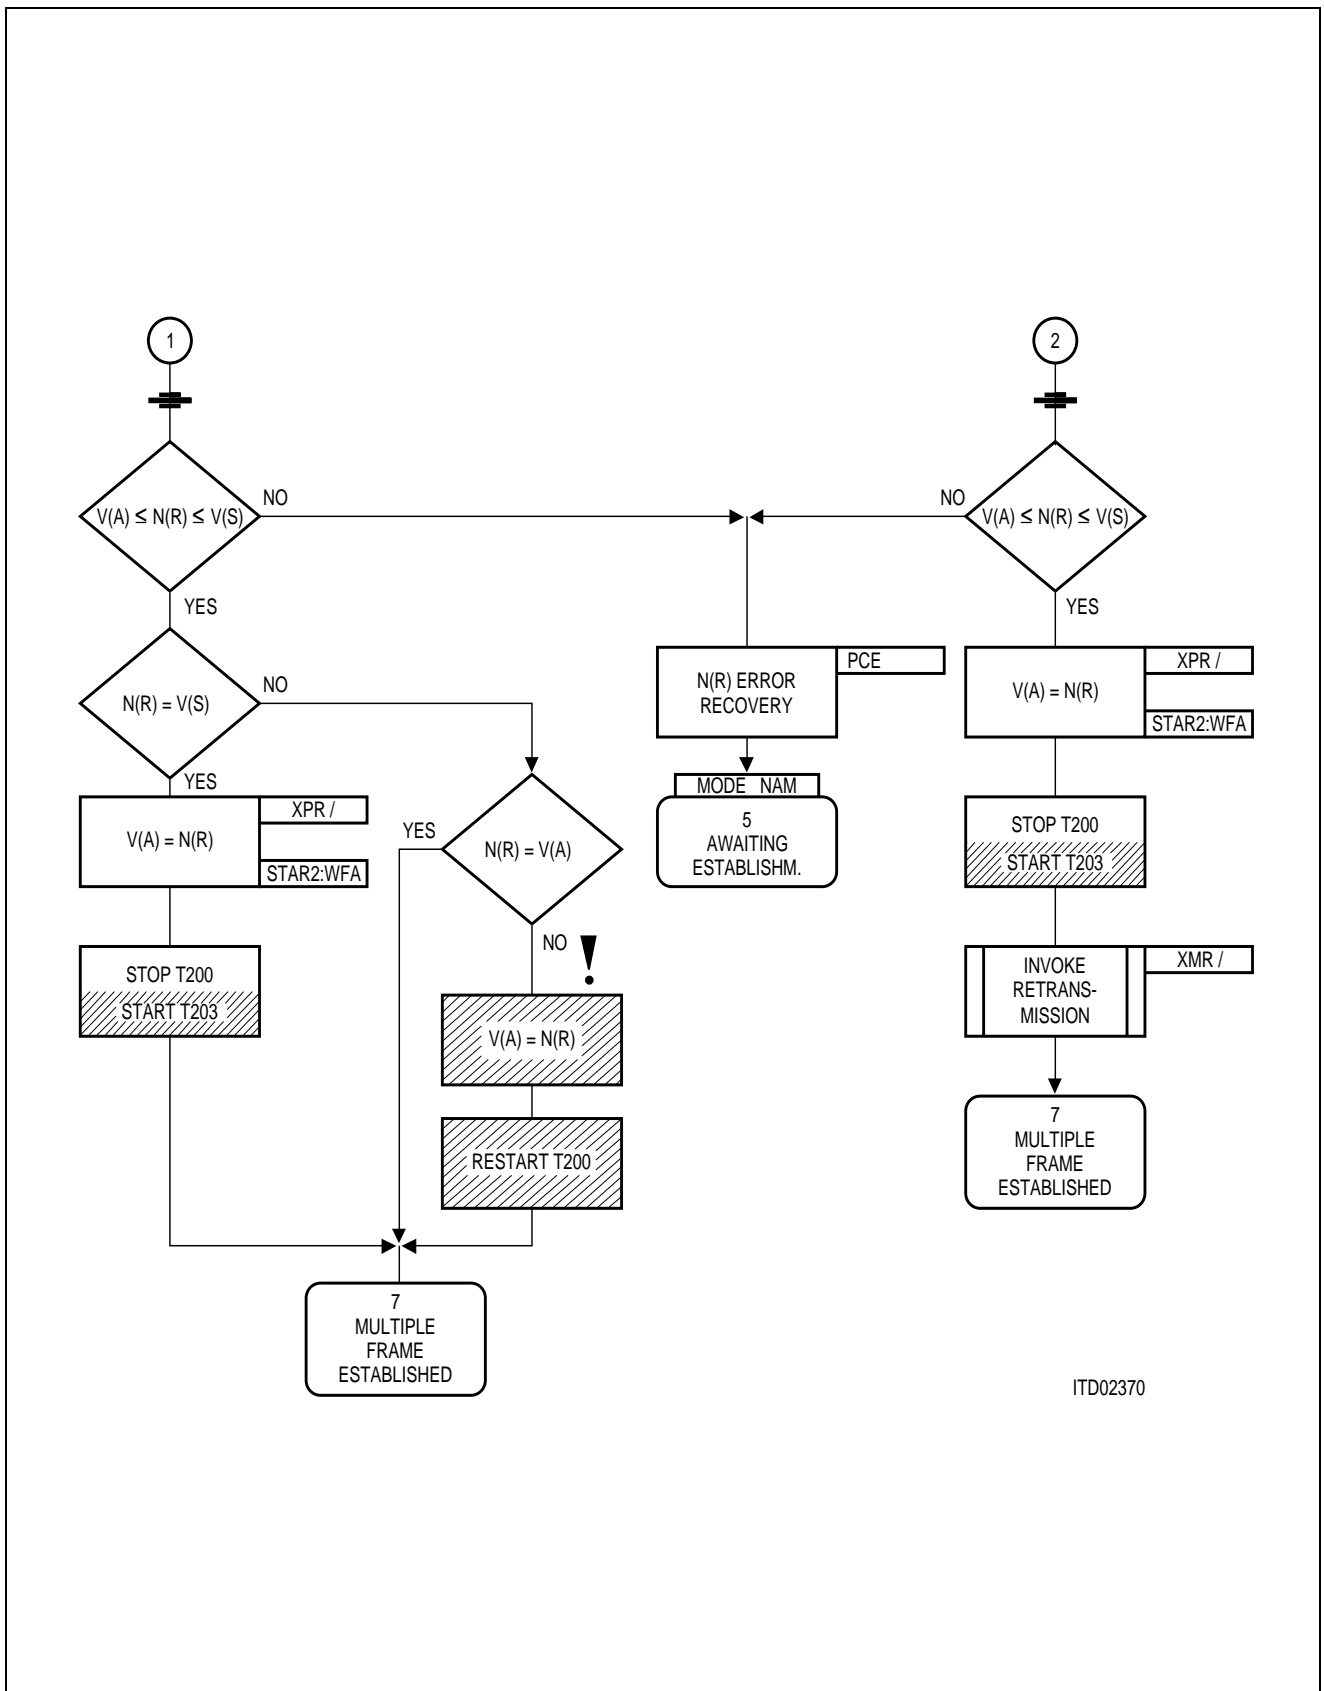 1
2
V(A) ≤ N(R) ≤ V(S)
NO
NO
V(A) ≤ N(R) ≤ V(S)
YES
YES
N(R) = V(S)
NO
N(R) ERROR
RECOVERY
PCE
V(A) = N(R)
XPR /
STAR2:WFA
YES
V(A) = N(R)
XPR /
STAR2:WFA
YES
N(R) = V(A)
MODE NAM
5
AWAITING
ESTABLISHM.
STOP T200
START T203
NO
!
STOP T200
START T203
V(A) = N(R)
INVOKE
RETRANS-
MISSION
XMR /
RESTART T200
7
MULTIPLE
FRAME
ESTABLISHED
7
MULTIPLE
FRAME
ESTABLISHED
ITD02370